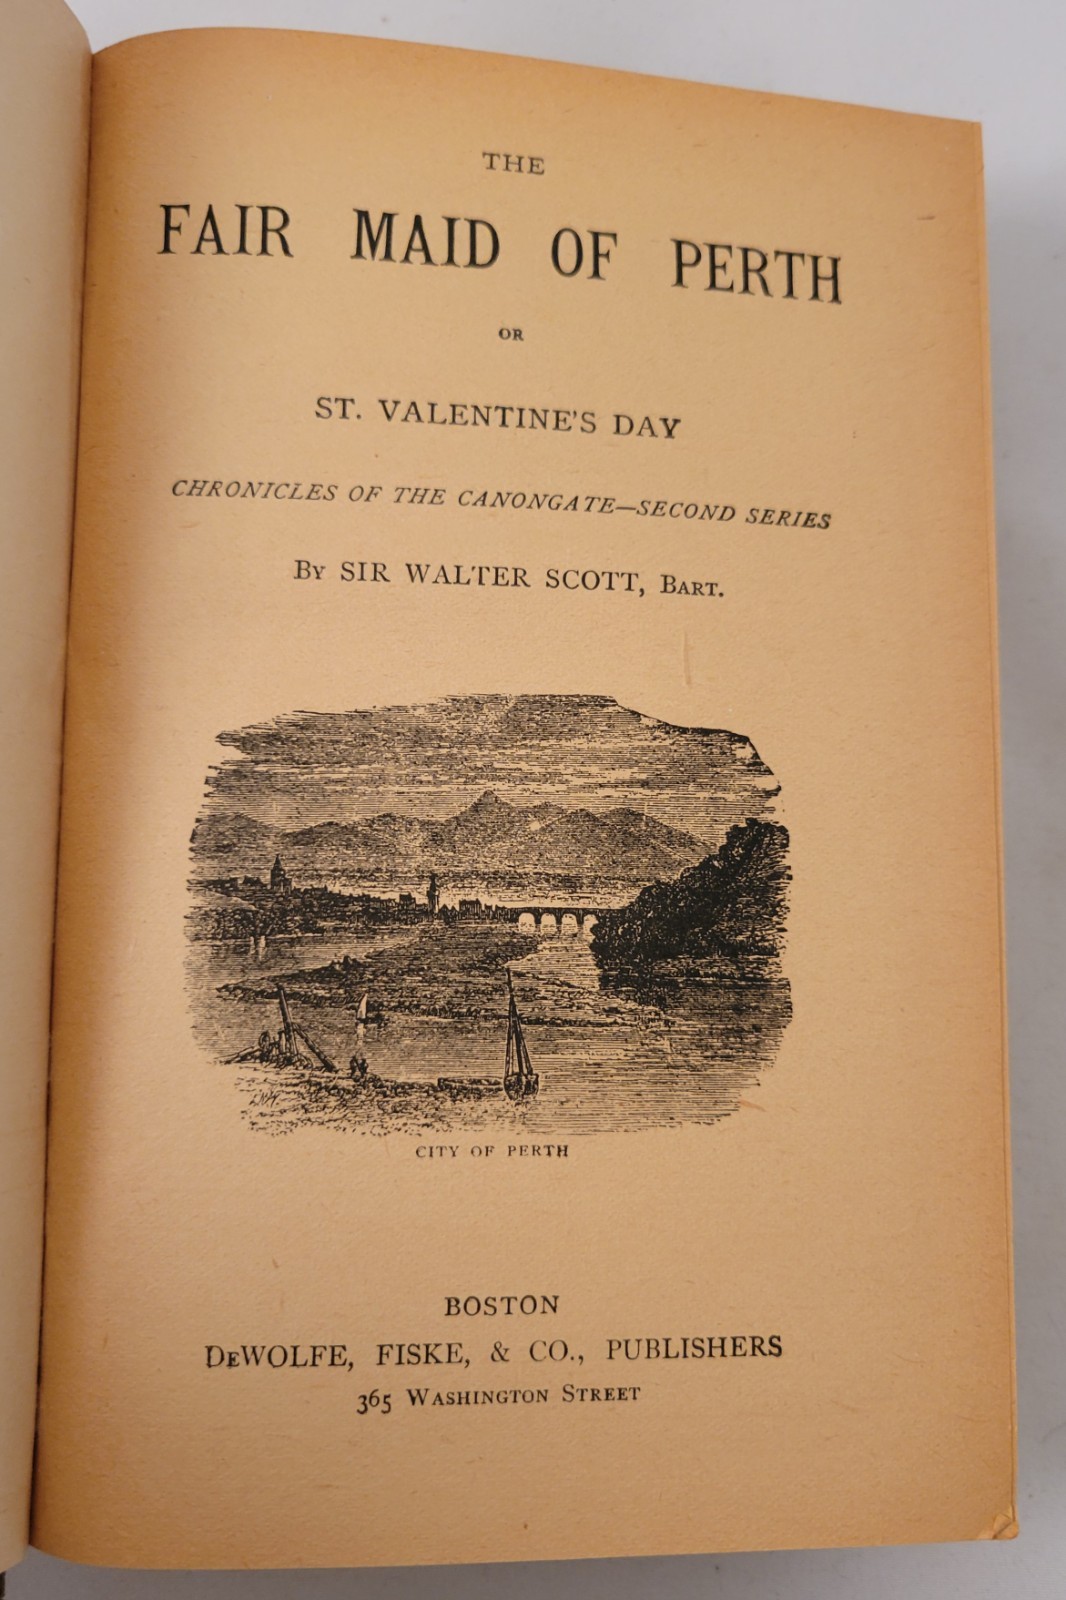 THE
FAIR MAID OF PERTH
OR
ST. VALENTINE'S DAY
CHRONICLES OF THE CANONGATE—SECOND SERIES
By SIR WALTER SCOTT, Bart.
CITY OF PERTH
BOSTON
DeWOLFE, FISKE, & CO., PUBLISHERS
365 Washington Street